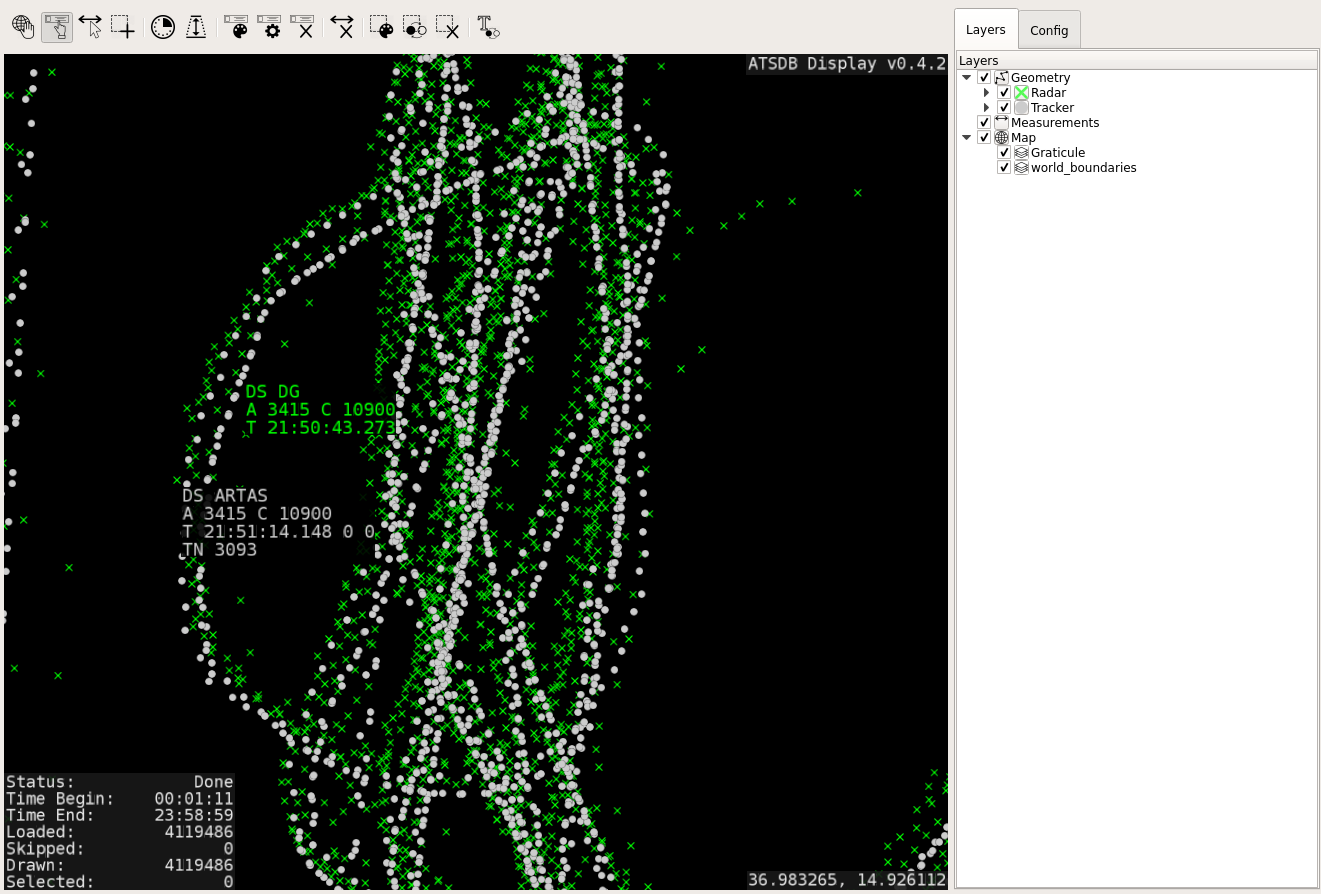 Layers
Config
ATSDB Display v0.4.2
Layers
Geometry
Radar
Tracker
Measurements
Map
Graticule
world_boundaries
DS DG
A 3415 C 10900
T 21:50:43.273
DS ARTAS
A 3415 C 10900
T 21:51:14.148 0 0
TN 3093
Status: Done
Time Begin: 00:01:11
Time End: 23:58:59
Loaded: 4119486
Skipped: 0
Drawn: 4119486
Selected: 0
36.983265, 14.926112